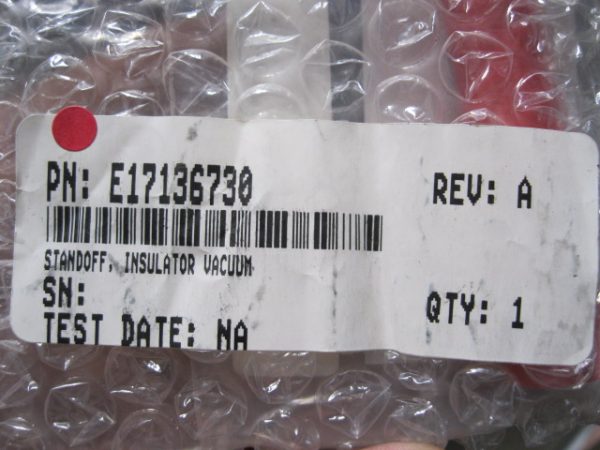 PN: E17136730
REV: A
STANDOFF, INSULATOR VACUUM
SN:
QTY: 1
TEST DATE: NA